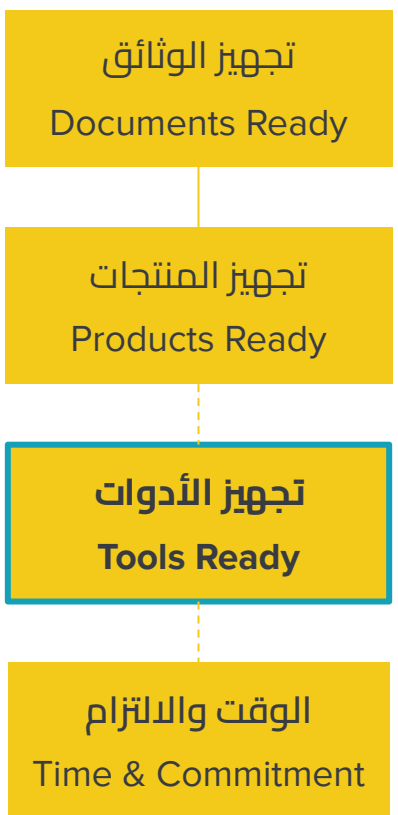 تجهيز الوثائق
Documents Ready
تجهيز المنتجات
Products Ready
تجهيز الأدوات
Tools Ready
الوقت والالتزام
Time & Commitment